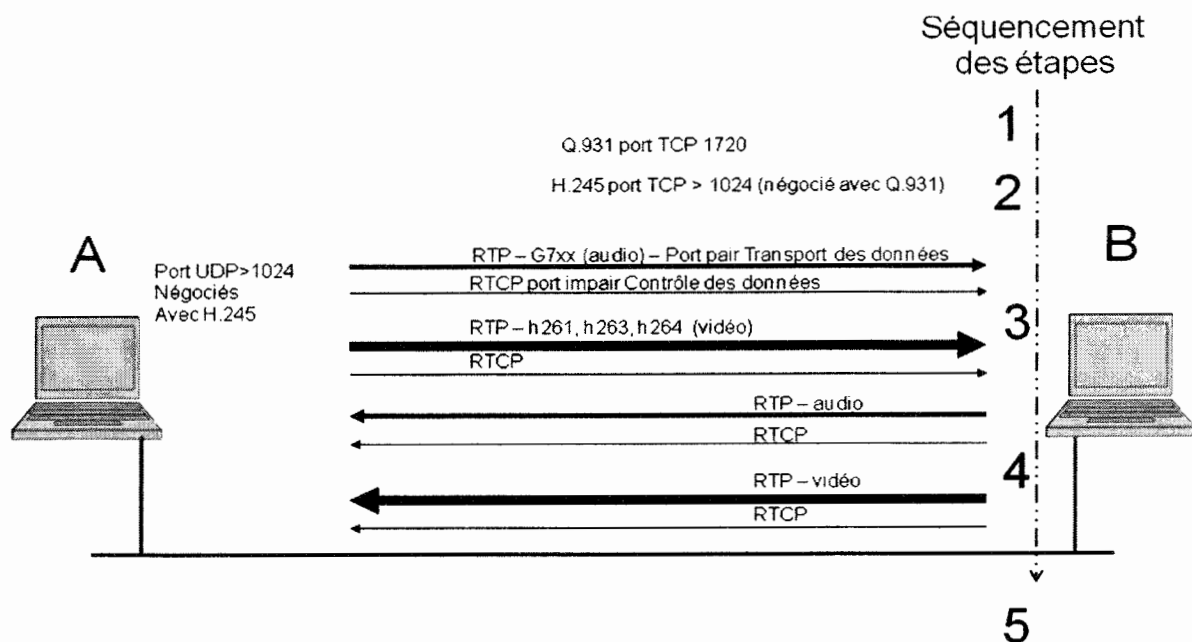 Séquencement
des étapes
1
Q.931 port TCP 1720
H.245 port TCP > 1024 (négocié avec Q.931)
2
A
B
Port UDP>1024
Négociés
Avec H.245
RTP – G7xx (audio) – Port pair Transport des données
RTCP port impair Contrôle des données
3
RTP – h261, h263, h264 (vidéo)
RTCP
RTP – audio
RTCP
4
RTP – vidéo
RTCP
5